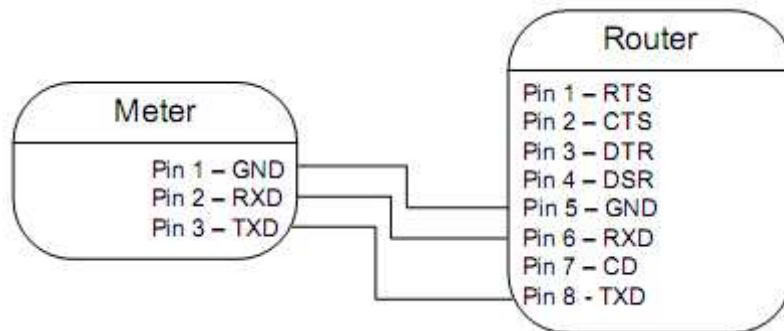 Meter
Pin 1 – GND
Pin 2 – RXD
Pin 3 – TXD
Router
Pin 1 – RTS
Pin 2 – CTS
Pin 3 – DTR
Pin 4 – DSR
Pin 5 – GND
Pin 6 – RXD
Pin 7 – CD
Pin 8 - TXD